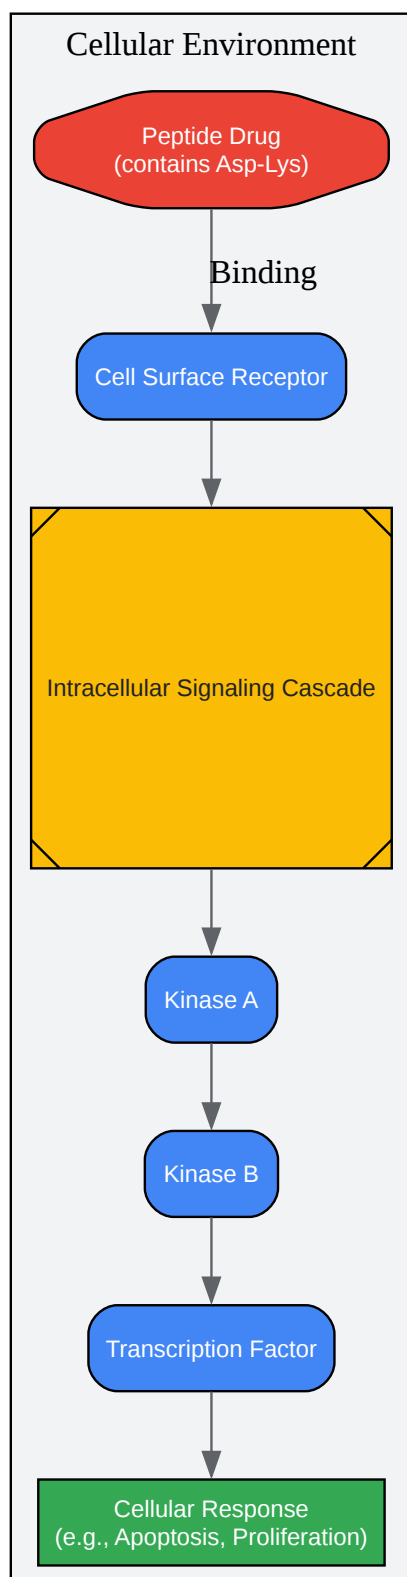 Cellular Environment
Peptide Drug
(contains Asp-Lys)
Binding
Cell Surface Receptor
Intracellular Signaling Cascade
Kinase A
Kinase B
Transcription Factor
Cellular Response
(e.g., Apoptosis, Proliferation)